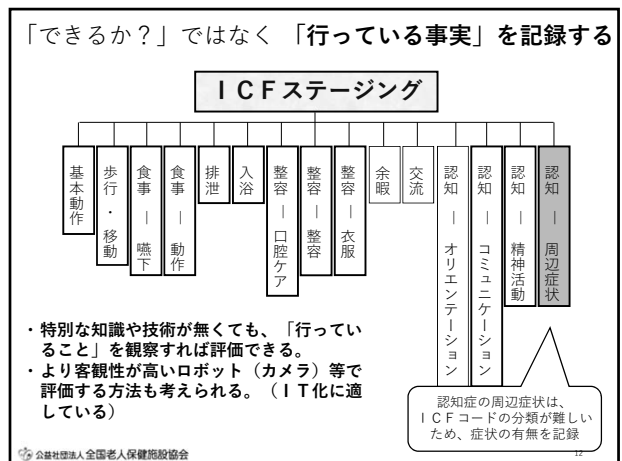 「できるか？」ではなく 「行っている事実」を記録する
ＩＣＦステージング
基本動作
歩行・移動
食事｜嚥下
食事｜動作
排泄
入浴
整容｜口腔ケア
整容｜整容
整容｜衣服
余暇
交流
認知｜オリエンテーション
認知｜コミュニケーション
認知｜精神活動
認知｜周辺症状
・特別な知識や技術が無くても、「行ってい
ること」を観察すれば評価できる。
・より客観性が高いロボット（カメラ）等で
評価する方法も考えられる。（ＩＴ化に適
している）
認知症の周辺症状は、
ＩＣＦコードの分類が難しい
ため、症状の有無を記録
公益社団法人全国老人保健施設協会
12